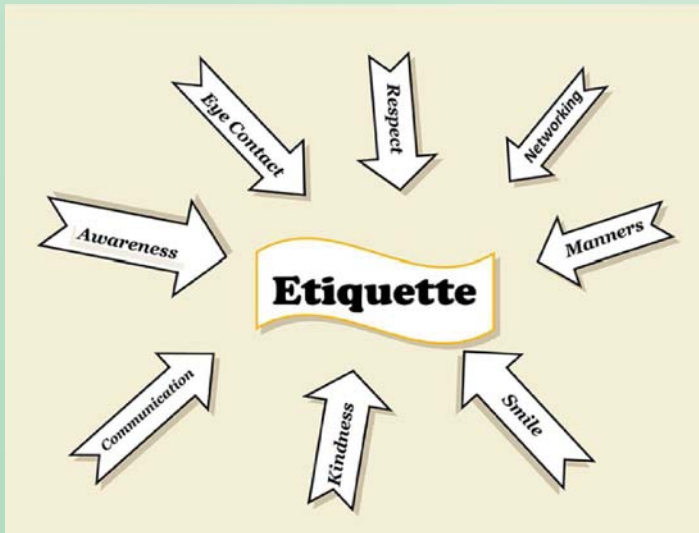 Eye Contact
Respect
Networking
Awareness
Manners
Etiquette
Communication
Kindness
Smile